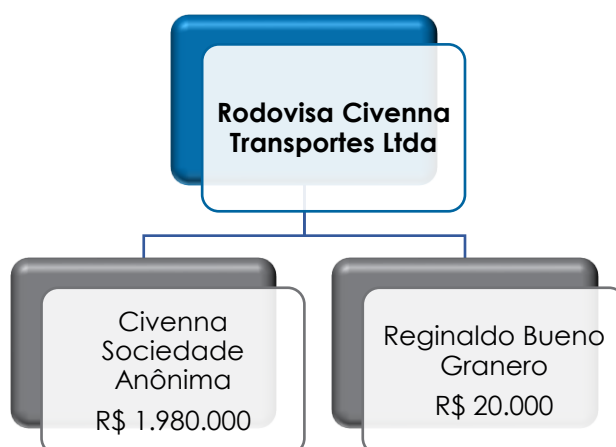 Rodovisa Civenna
Transportes Ltda
Civenna
Sociedade
Anônima
R$ 1.980.000
Reginaldo Bueno
Granero
R$ 20.000